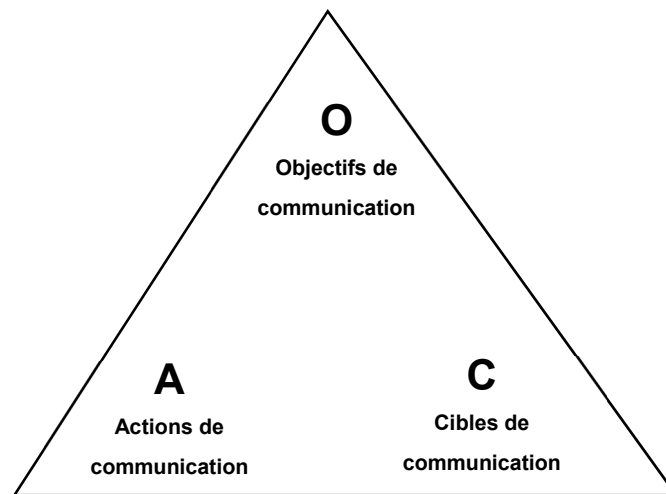 O
Objectifs de
communication
A
Actions de
communication
C
Cibles de
communication